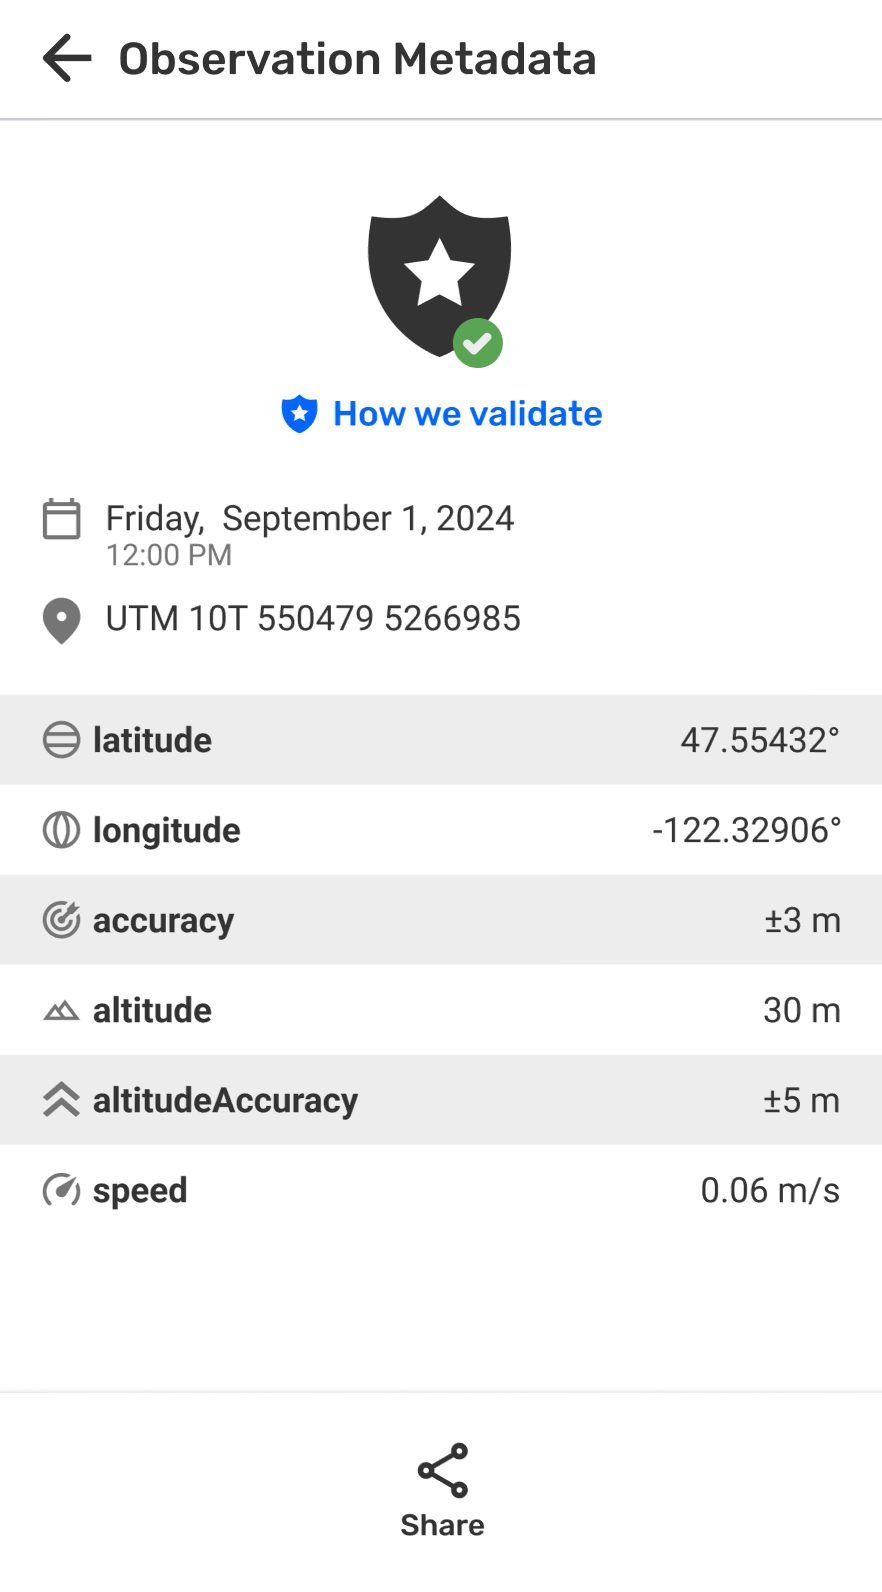 Observation Metadata
How we validate
Friday,  September 1, 2024
12:00 PM
UTM 10T 550479 5266985
latitude 47.55432°
longitude -122.32906°
accuracy ±3 m
altitude 30 m
altitudeAccuracy ±5 m
speed 0.06 m/s
Share